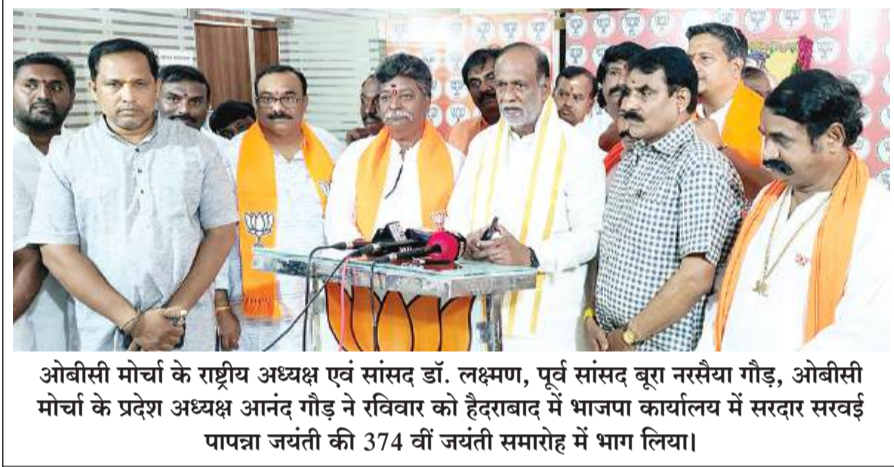 ओबीसी मोर्चा के राष्ट्रीय अध्यक्ष एवं सांसद डॉ. लक्ष्मण, पूर्व सांसद बूरा नरसैया गौड़, ओबीसी
मोर्चा के प्रदेश अध्यक्ष आनंद गौड़ ने रविवार को हैदराबाद में भाजपा कार्यालय में सरदार सरवई
पापन्ना जयंती की 374 वीं जयंती समारोह में भाग लिया।